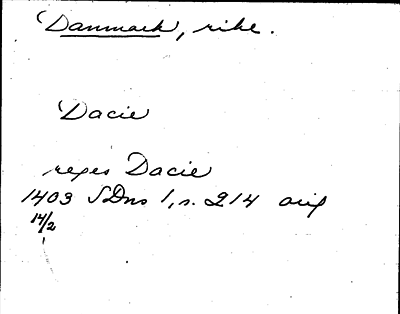 Danmark, rike.
Dacie
reges Dacie
1403 SDns 1, s. 214 orig
14/2